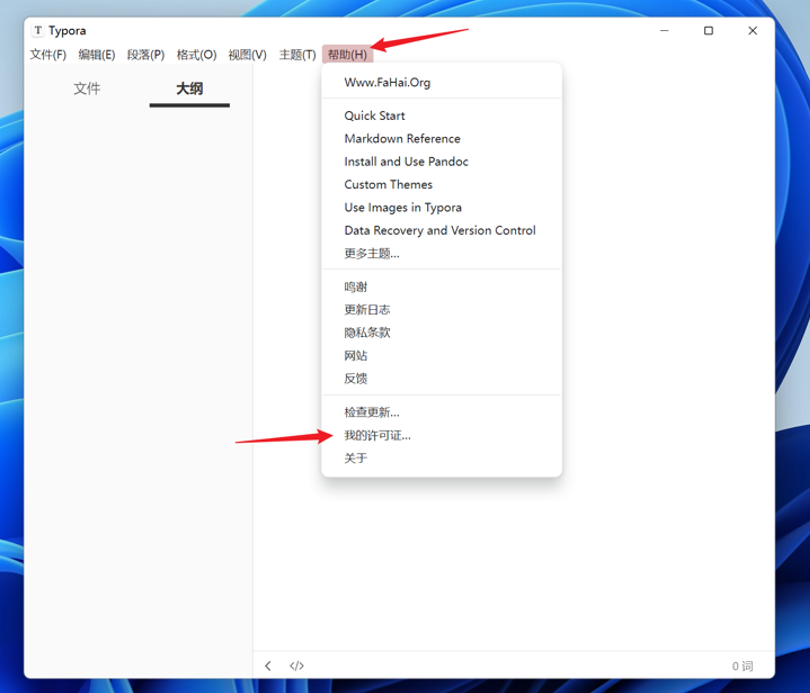 Typora
文件(F) 编辑(E) 段落(P) 格式(O) 视图(V) 主题(T) 帮助(H)
文件 大纲
Www.FaHai.Org
Quick Start
Markdown Reference
Install and Use Pandoc
Custom Themes
Use Images in Typora
Data Recovery and Version Control
更多主题...
鸣谢
更新日志
隐私条款
网站
反馈
检查更新...
我的许可证...
关于
0 词